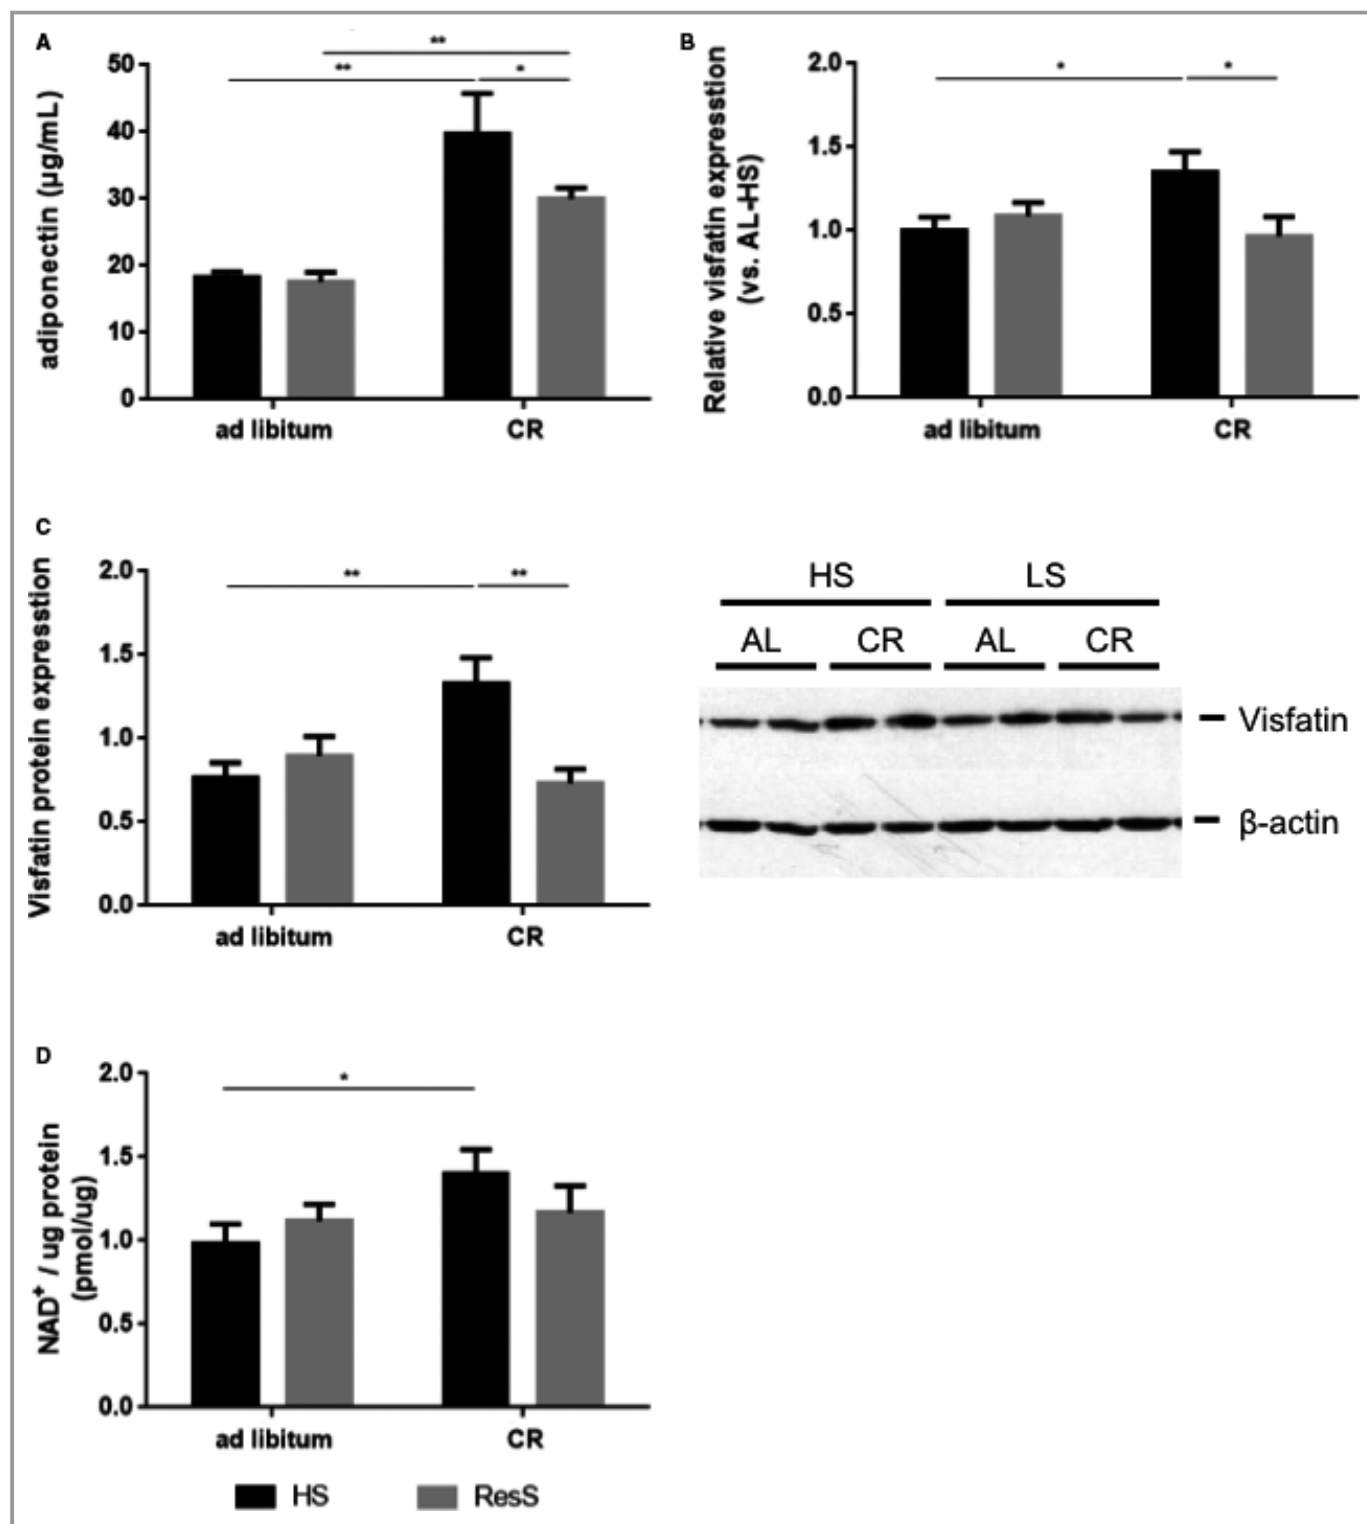 A
** 
** *
50
40
30
20
10
0
adiponectin (µg/mL)
ad libitum CR
B
* *
2.0
1.5
1.0
0.5
0.0
Relative visfatin expresstion
(vs. AL-HS)
ad libitum CR
C
** **
2.0
1.5
1.0
0.5
0.0
Visfatin protein expresstion
ad libitum CR
HS LS
AL CR AL CR
Visfatin
β-actin
D
*
2.0
1.5
1.0
0.5
0.0
NAD+ / ug protein
(pmol/ug)
ad libitum CR
HS ResS